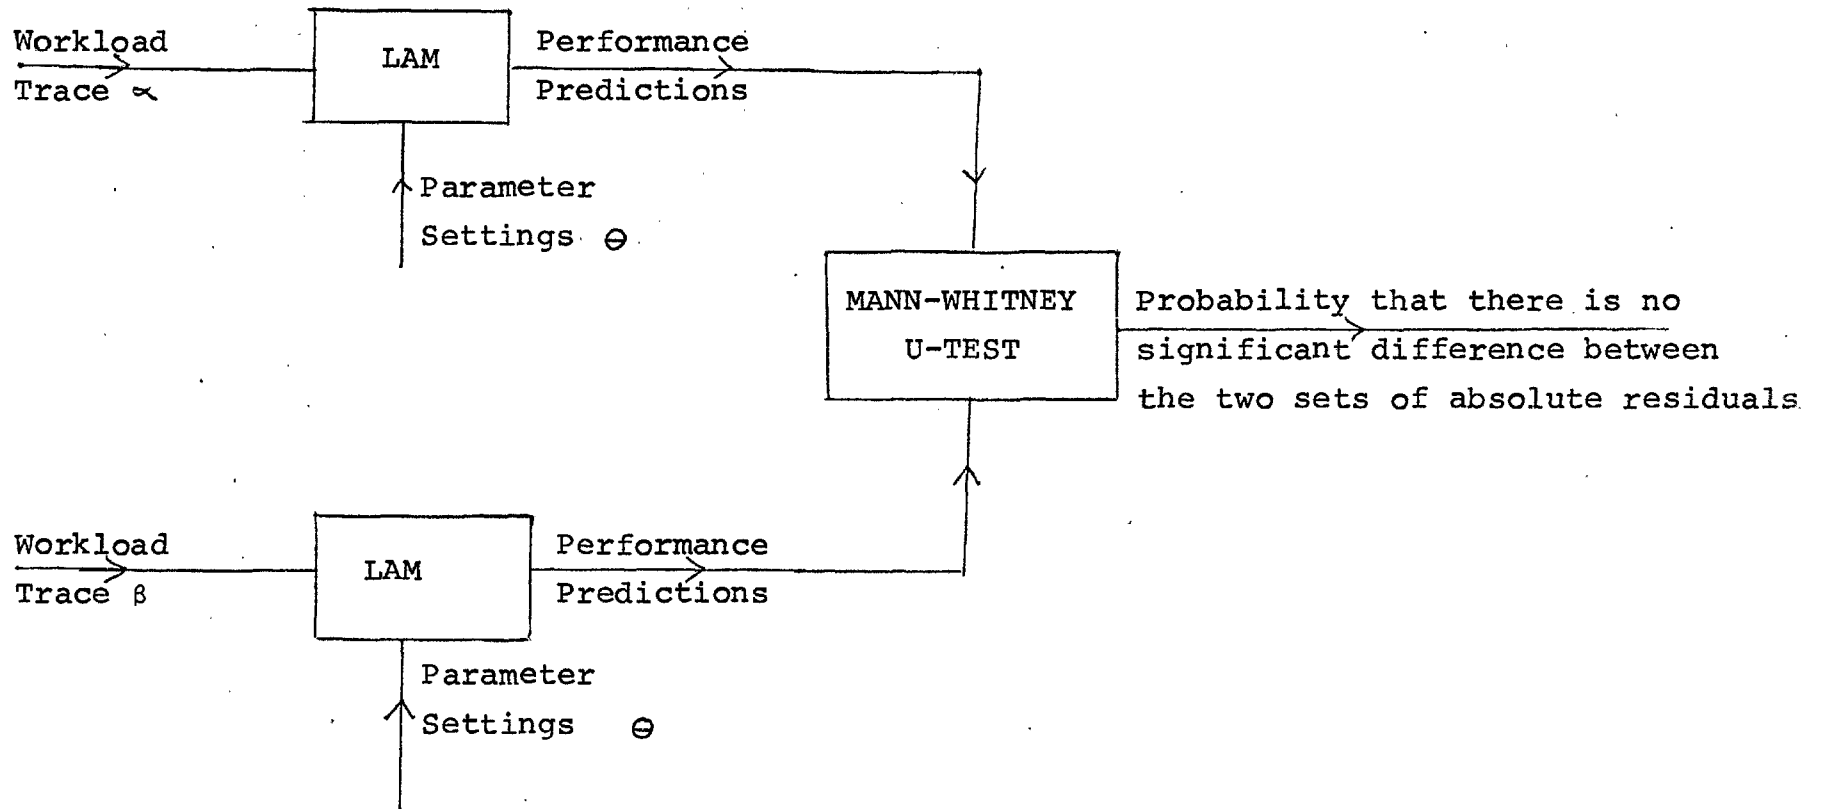 Workload
Trace α
LAM
Performance
Predictions
Parameter
Settings Θ
MANN-WHITNEY
U-TEST
Probability that there is no
significant difference between
the two sets of absolute residuals
Workload
Trace β
LAM
Performance
Predictions
Parameter
Settings Θ